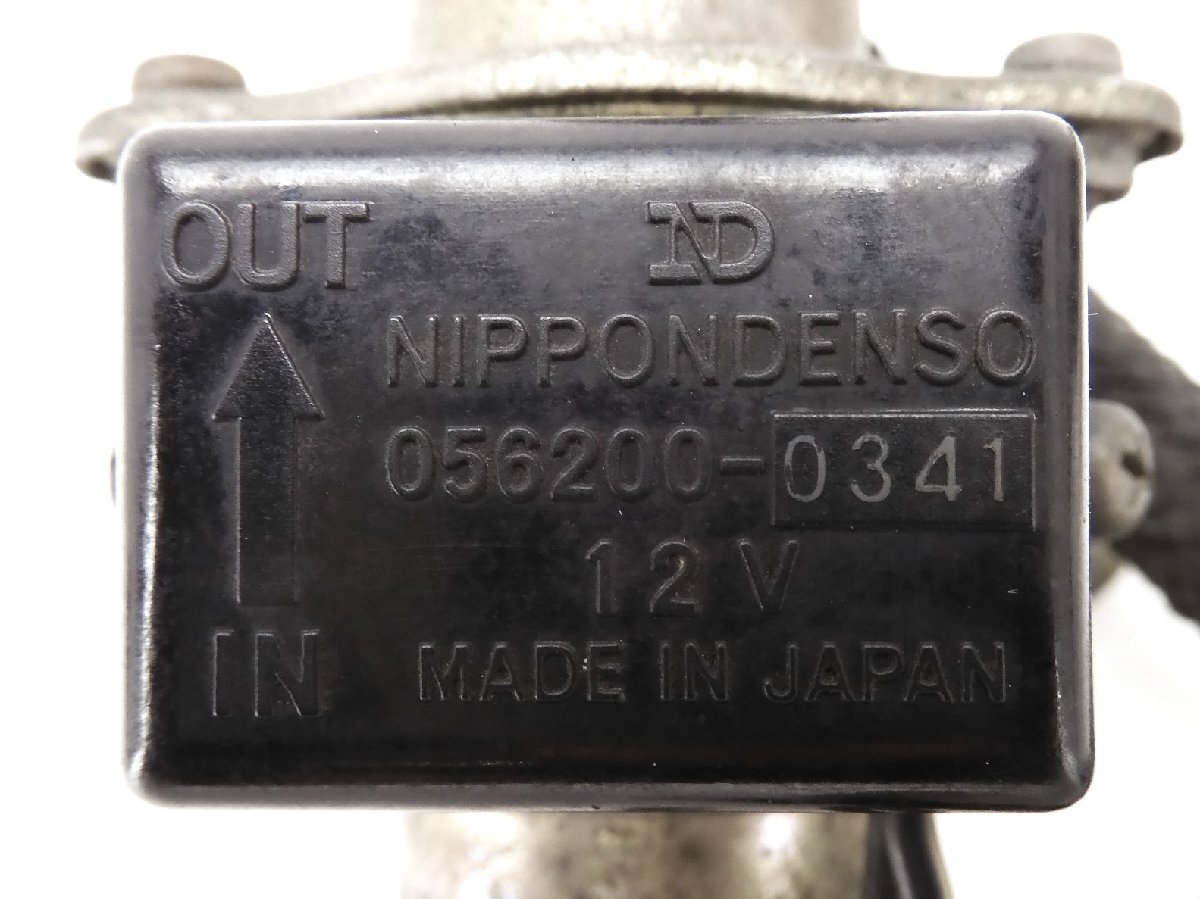 OUT ND
NIPPONDENSO
056200-0341
12V
IN MADE IN JAPAN